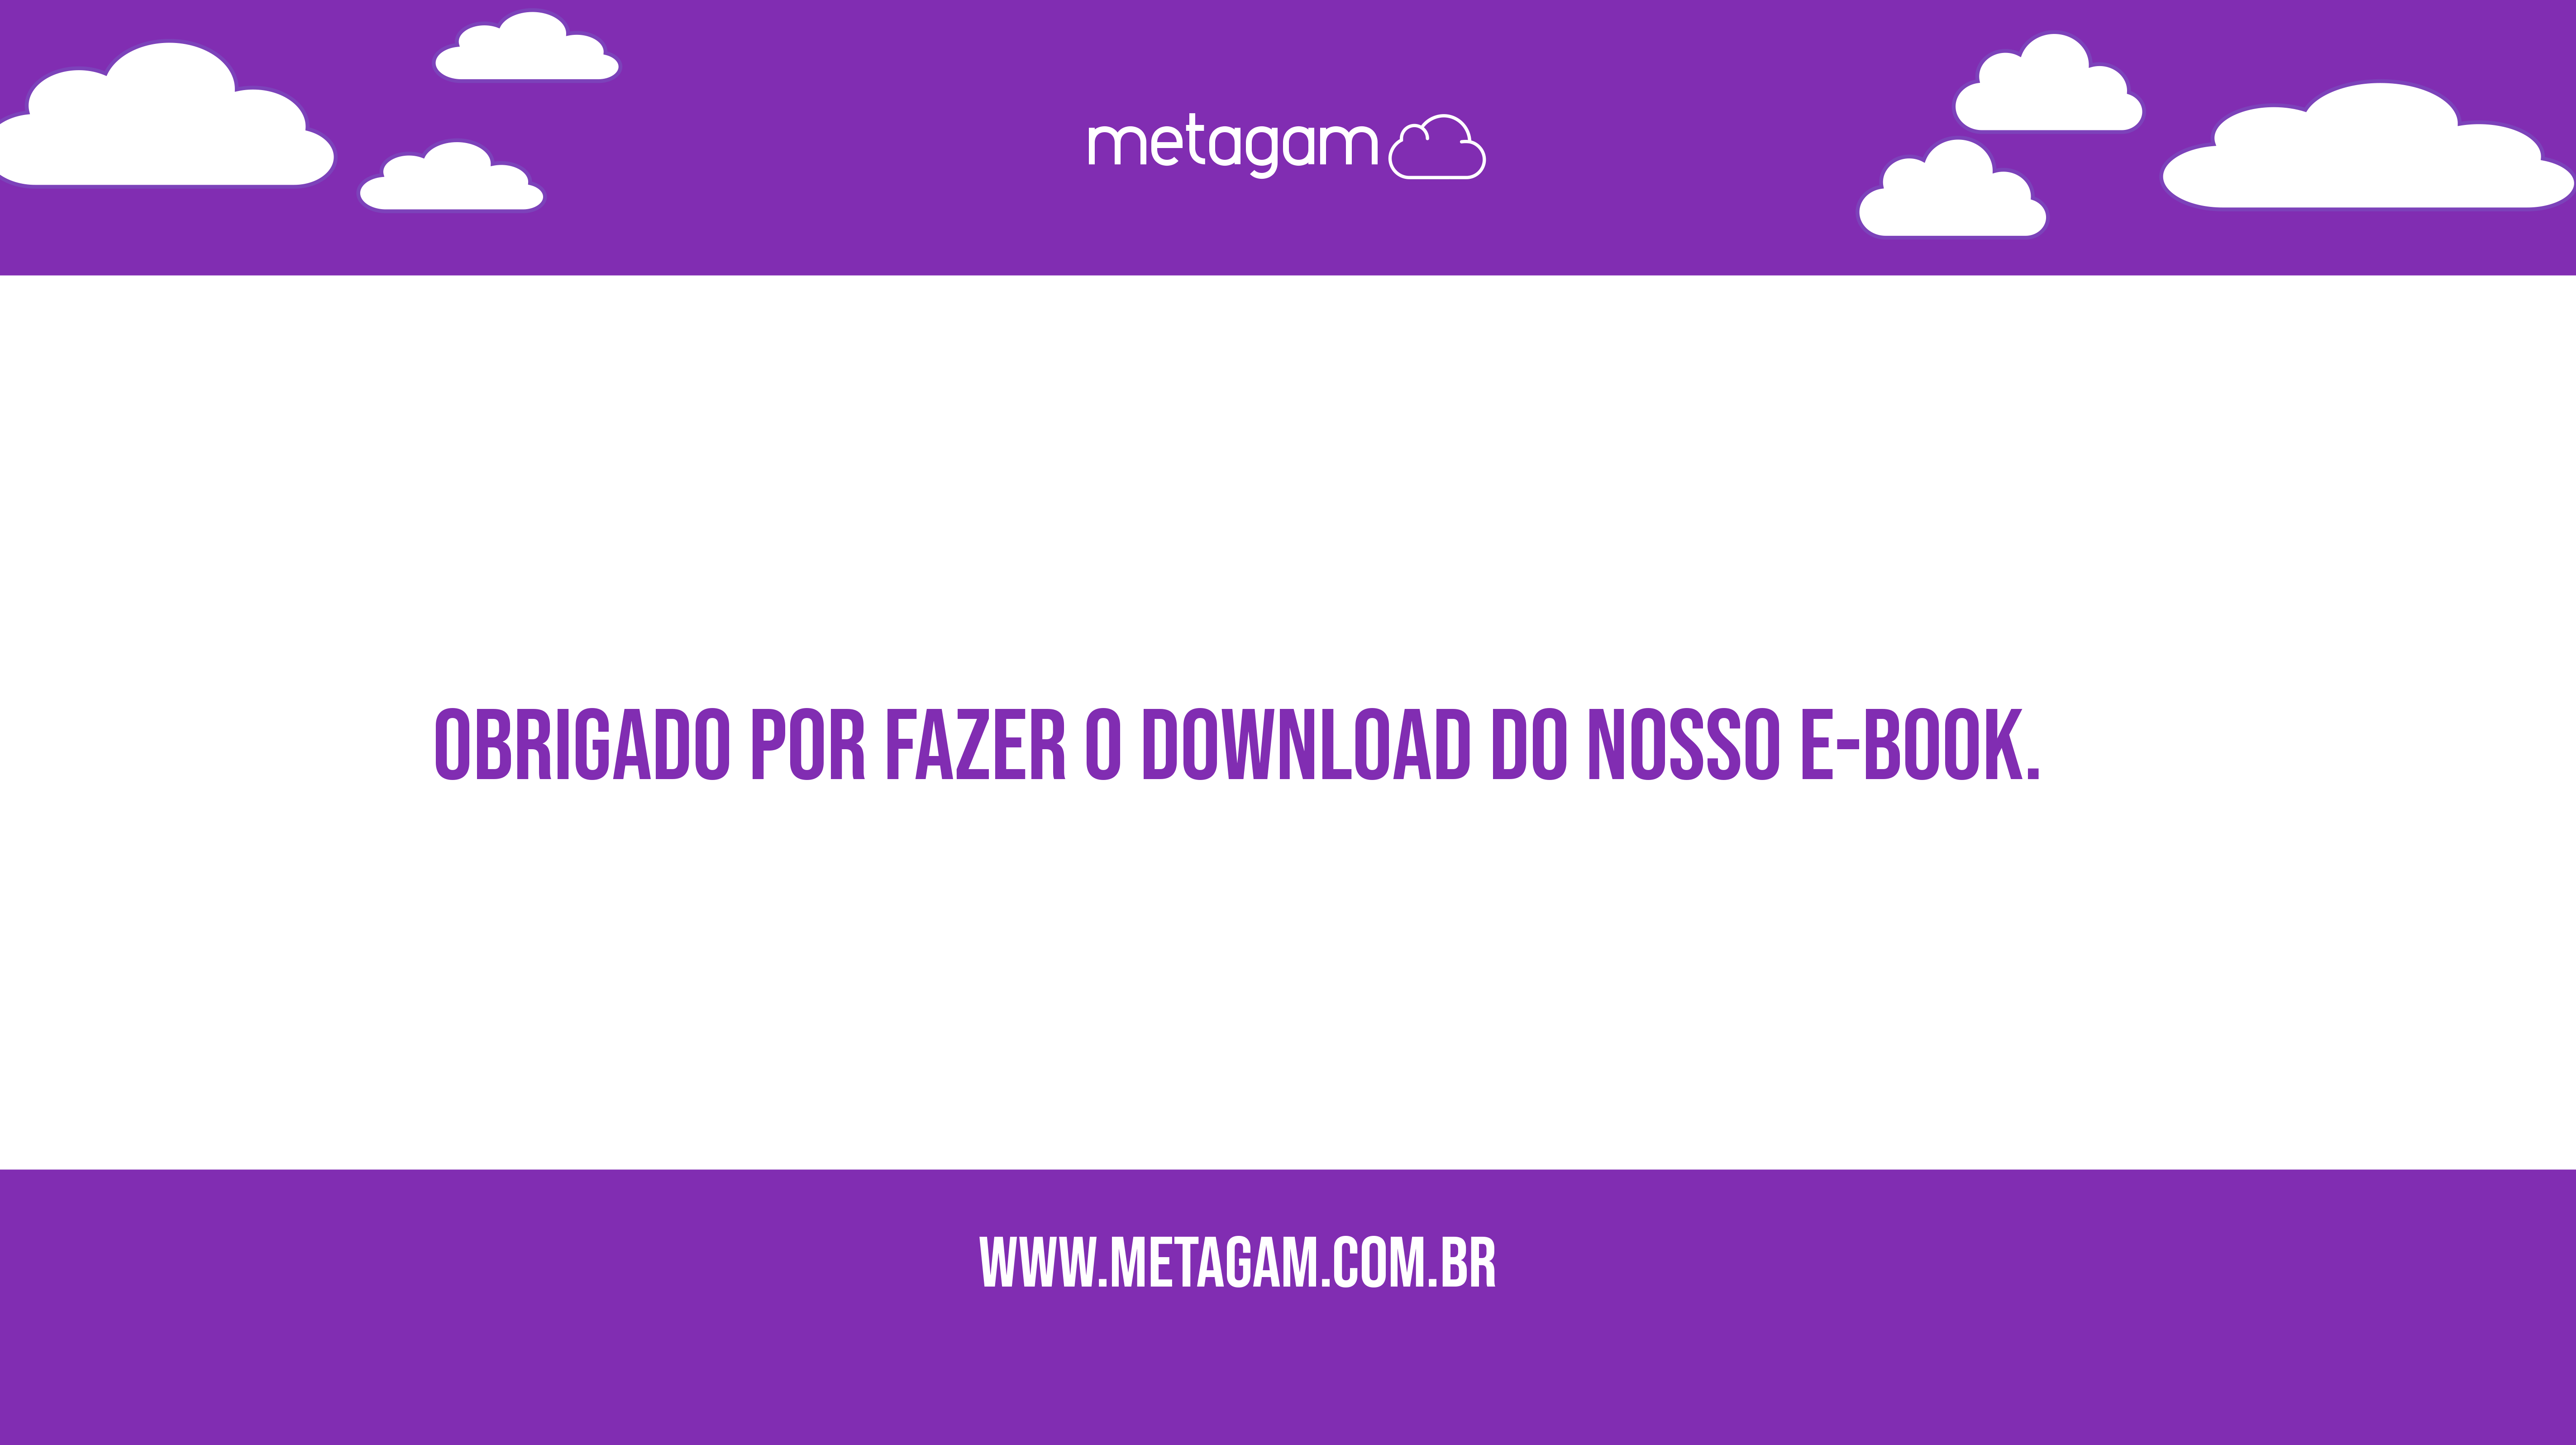 metagam
OBRIGADO POR FAZER O DOWNLOAD DO NOSSO E-BOOK.
WWW.METAGAM.COM.BR